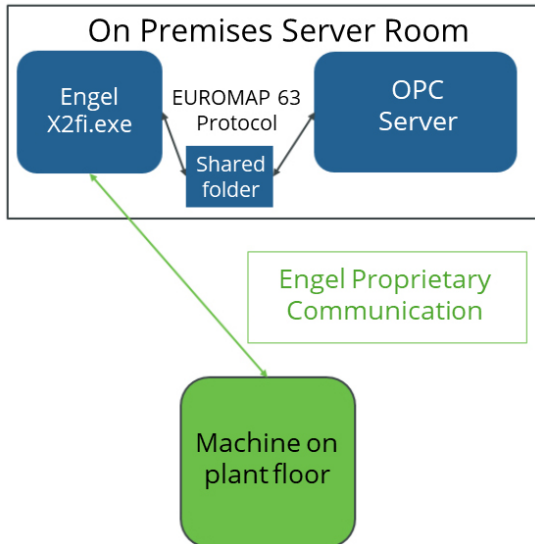 On Premises Server Room
Engel
X2fi.exe
EUROMAP 63
Protocol
Shared
folder
OPC
Server
Engel Proprietary
Communication
Machine on
plant floor